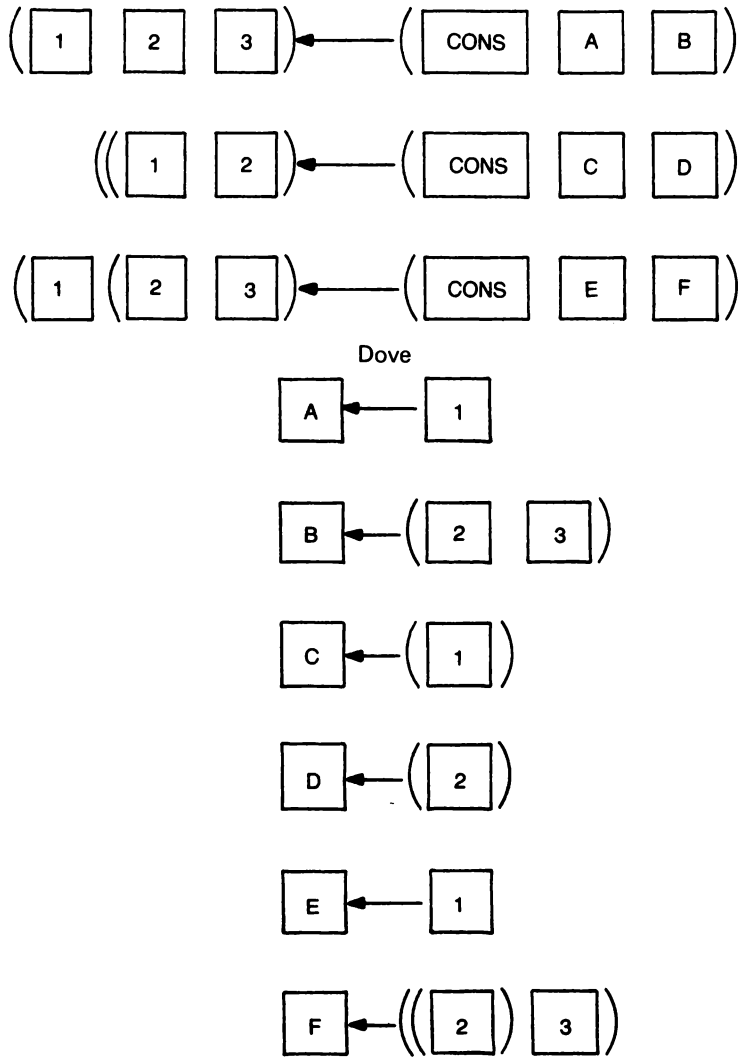 ( 1 2 3 ) ( CONS A B )
(( 1 2 ) ( CONS C D )
( 1 ( 2 3 ) ( CONS E F )
Dove
A 1
B ( 2 3 )
C ( 1 )
D ( 2 )
E 1
F (( 2 ) 3 )